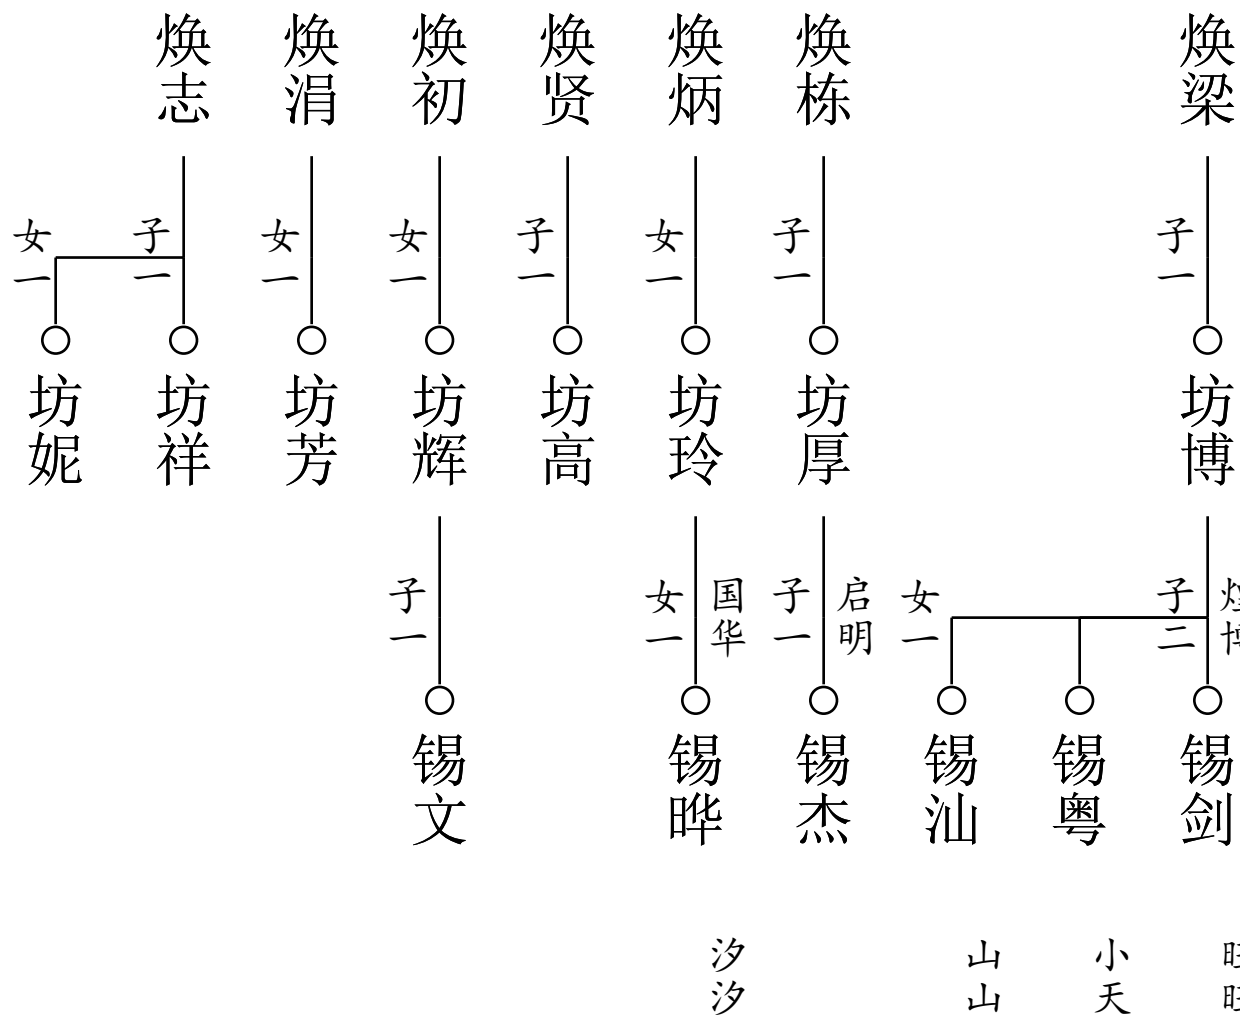 焕梁
焕栋
焕炳
焕贤
焕初
焕涓
焕志
子一
子一
女一
子一
女一
女一
子一
女一
坊博
坊厚
坊玲
坊高
坊辉
坊芳
坊祥
坊妮
子二
女一
启明
子一
国华
女一
子一
锡剑
锡粤
锡汕
锡杰
锡晔
锡文
小天
山山
汐汐